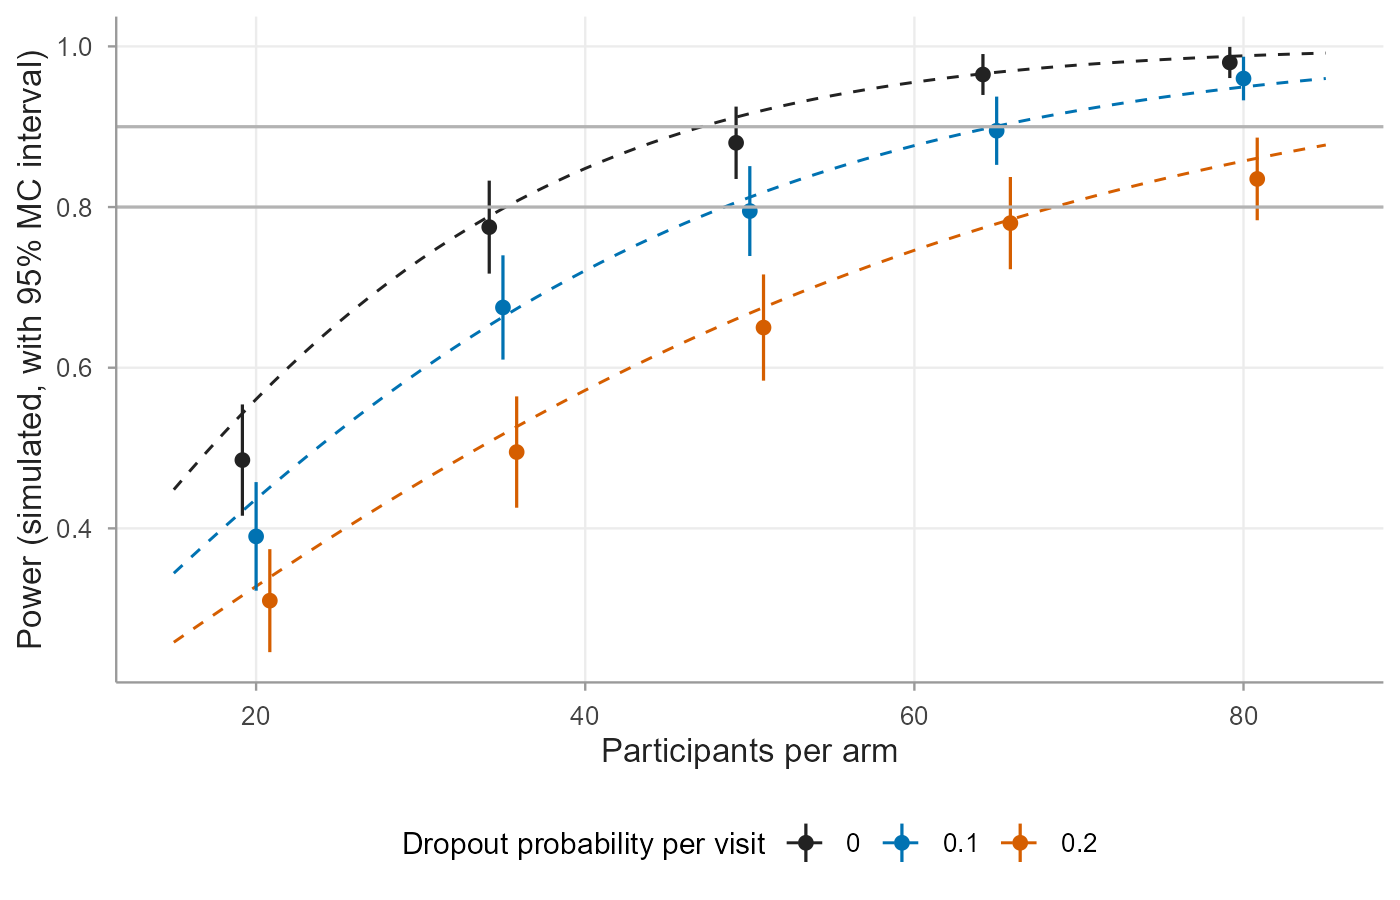 Power (simulated, with 95% MC interval)
1.0
0.8
0.6
0.4
20 40 60 80
Participants per arm
Dropout probability per visit 0 0.1 0.2